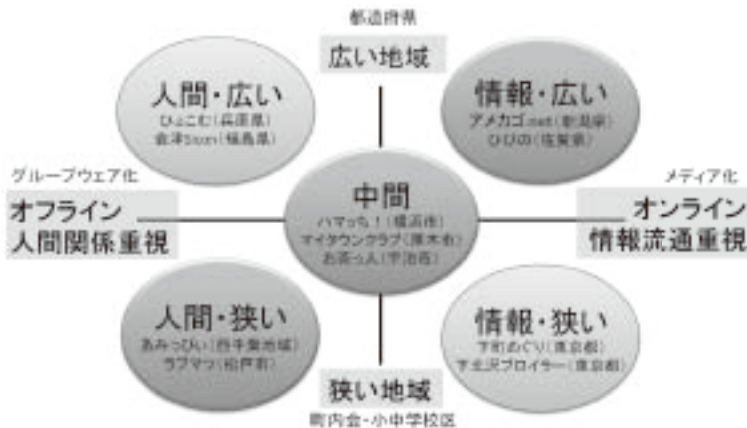 都道府県
広い地域
人間・広い
ひょこむ(兵庫県)
会津Scom(福島県)
情報・広い
アメカゴ.net(新潟県)
ひびの(佐賀県)
グループウェア化
オフライン
人間関係重視
中間
ハマっち!(横浜市)
マイタウンクラブ(厚木市)
お茶っ人(宇治市)
メディア化
オンライン
情報流通重視
人間・狭い
あみっぴぃ(西千葉地域)
ラブマツ(松戸市)
情報・狭い
下町めぐり(東京都)
下北沢ブロイラー(東京都)
狭い地域
町内会・小中学校区